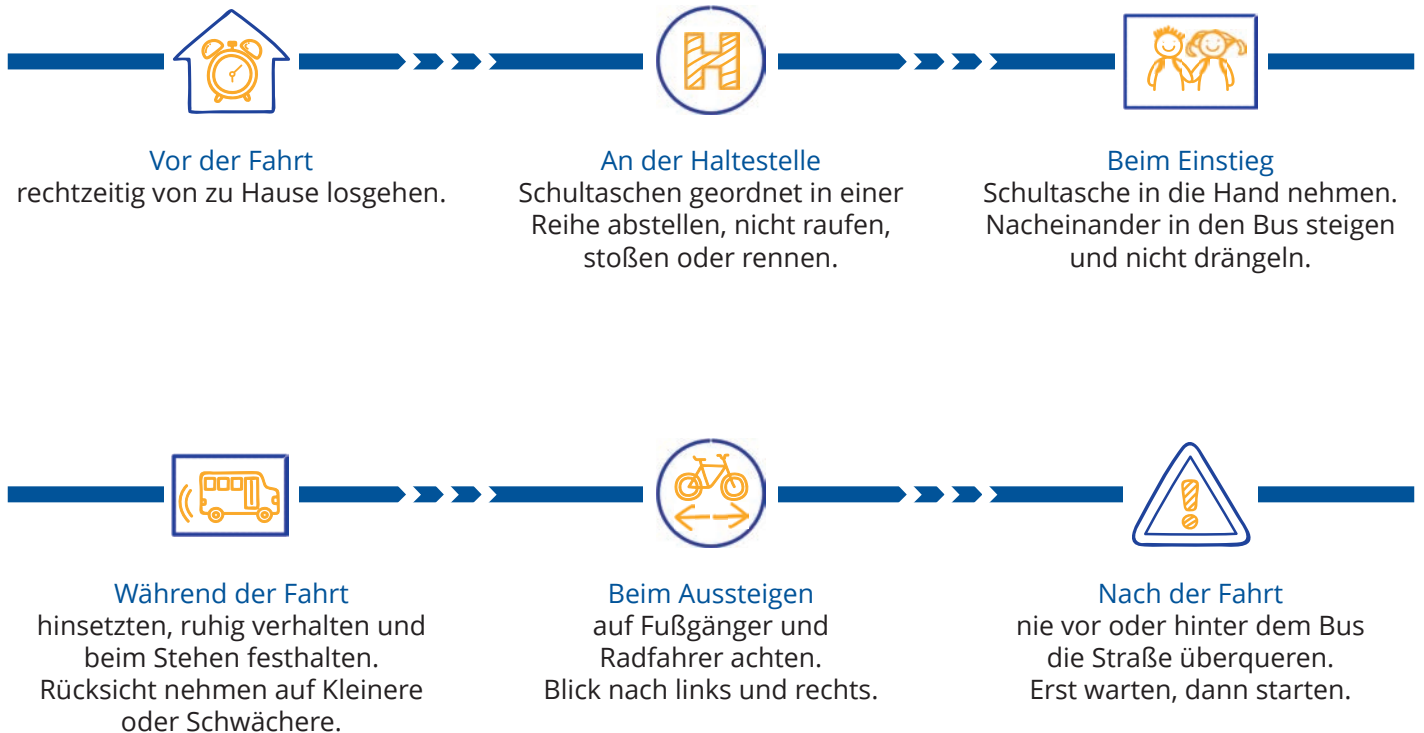 H
Vor der Fahrt
rechtzeitig von zu Hause losgehen.
An der Haltestelle
Schultaschen geordnet in einer
Reihe abstellen, nicht raufen,
stoßen oder rennen.
Beim Einstieg
Schultasche in die Hand nehmen.
Nacheinander in den Bus steigen
und nicht drängeln.
Während der Fahrt
hinsetzten, ruhig verhalten und
beim Stehen festhalten.
Rücksicht nehmen auf Kleinere
oder Schwächere.
Beim Aussteigen
auf Fußgänger und
Radfahrer achten.
Blick nach links und rechts.
Nach der Fahrt
nie vor oder hinter dem Bus
die Straße überqueren.
Erst warten, dann starten.